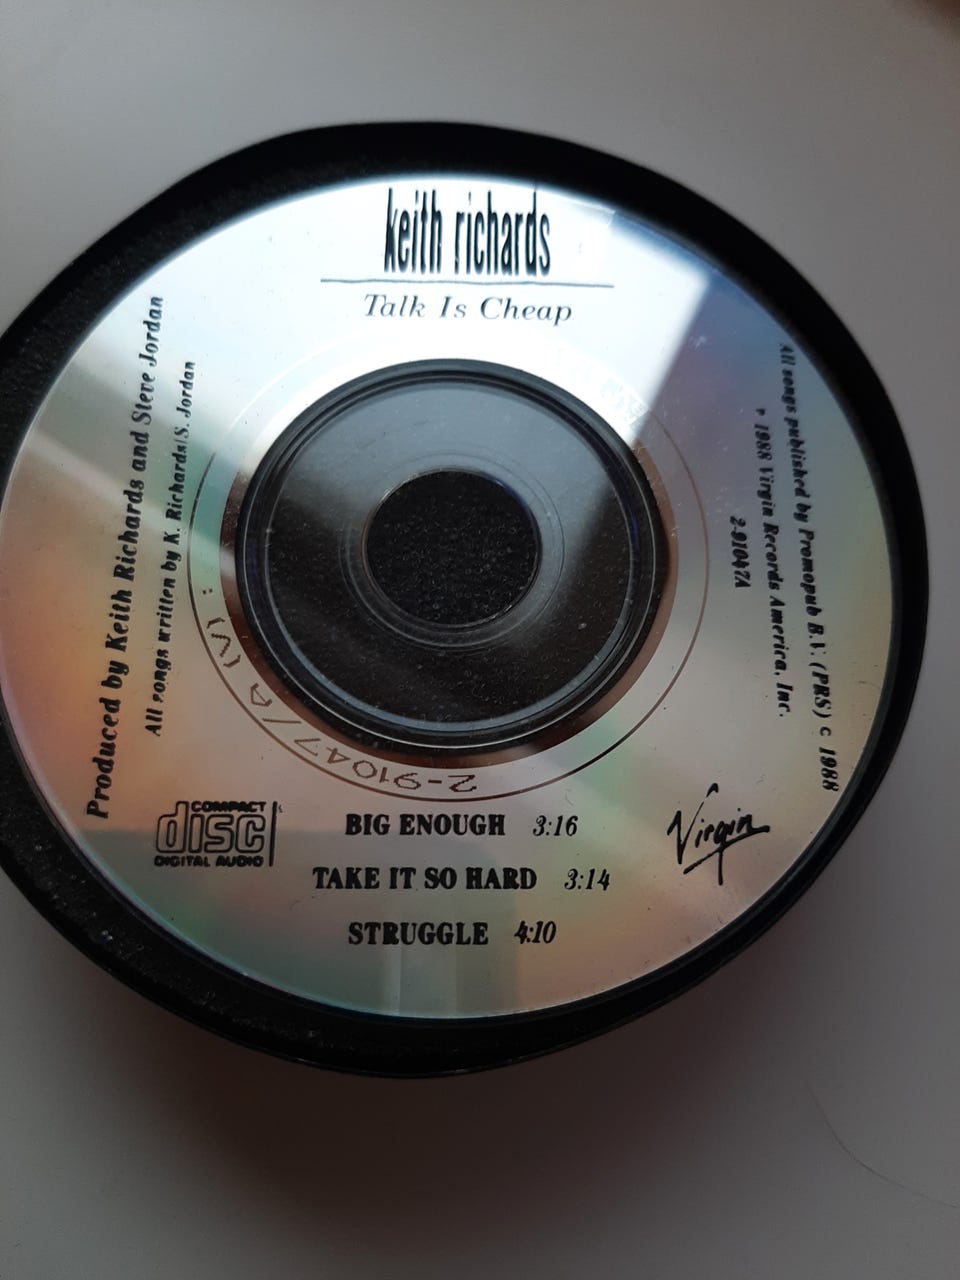 keith richards
Talk Is Cheap
Produced by Keith Richards and Steve Jordan
All songs written by K. Richards/S. Jordan
All songs published by Promopub B.V. (PRS) c 1988
P 1988 Virgin Records America, Inc.
2-91047A
2-91047/A (V) :
COMPACT
disc
DIGITAL AUDIO
BIG ENOUGH 3:16
TAKE IT SO HARD 3:14
STRUGGLE 4:10
Virgin